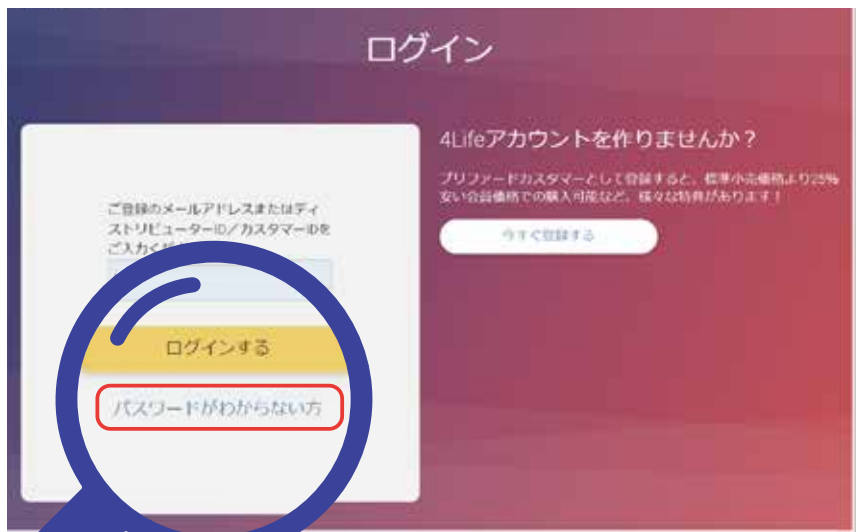 ログイン
ご登録のメールアドレスまたはディ
ストリビューターID/カスタマーIDを
ご入力く
ログインする
パスワードがわからない方
4Lifeアカウントを作りませんか?
プリファードカスタマーとして登録すると、標準小売価格より25%
安い会員価格での購入可能など、様々な特典があります!
今すぐ登録する